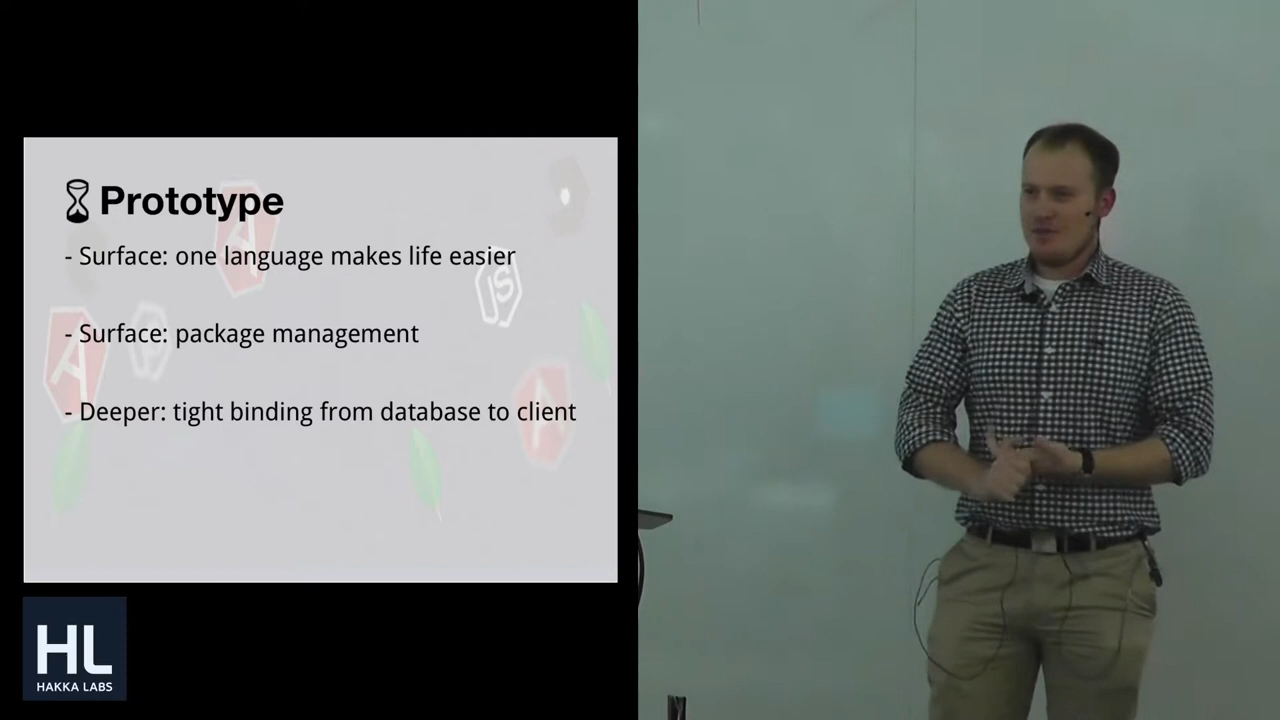 Prototype
- Surface: one language makes life easier
- Surface: package management
- Deeper: tight binding from database to client
JS
HL
HAKKA LABS